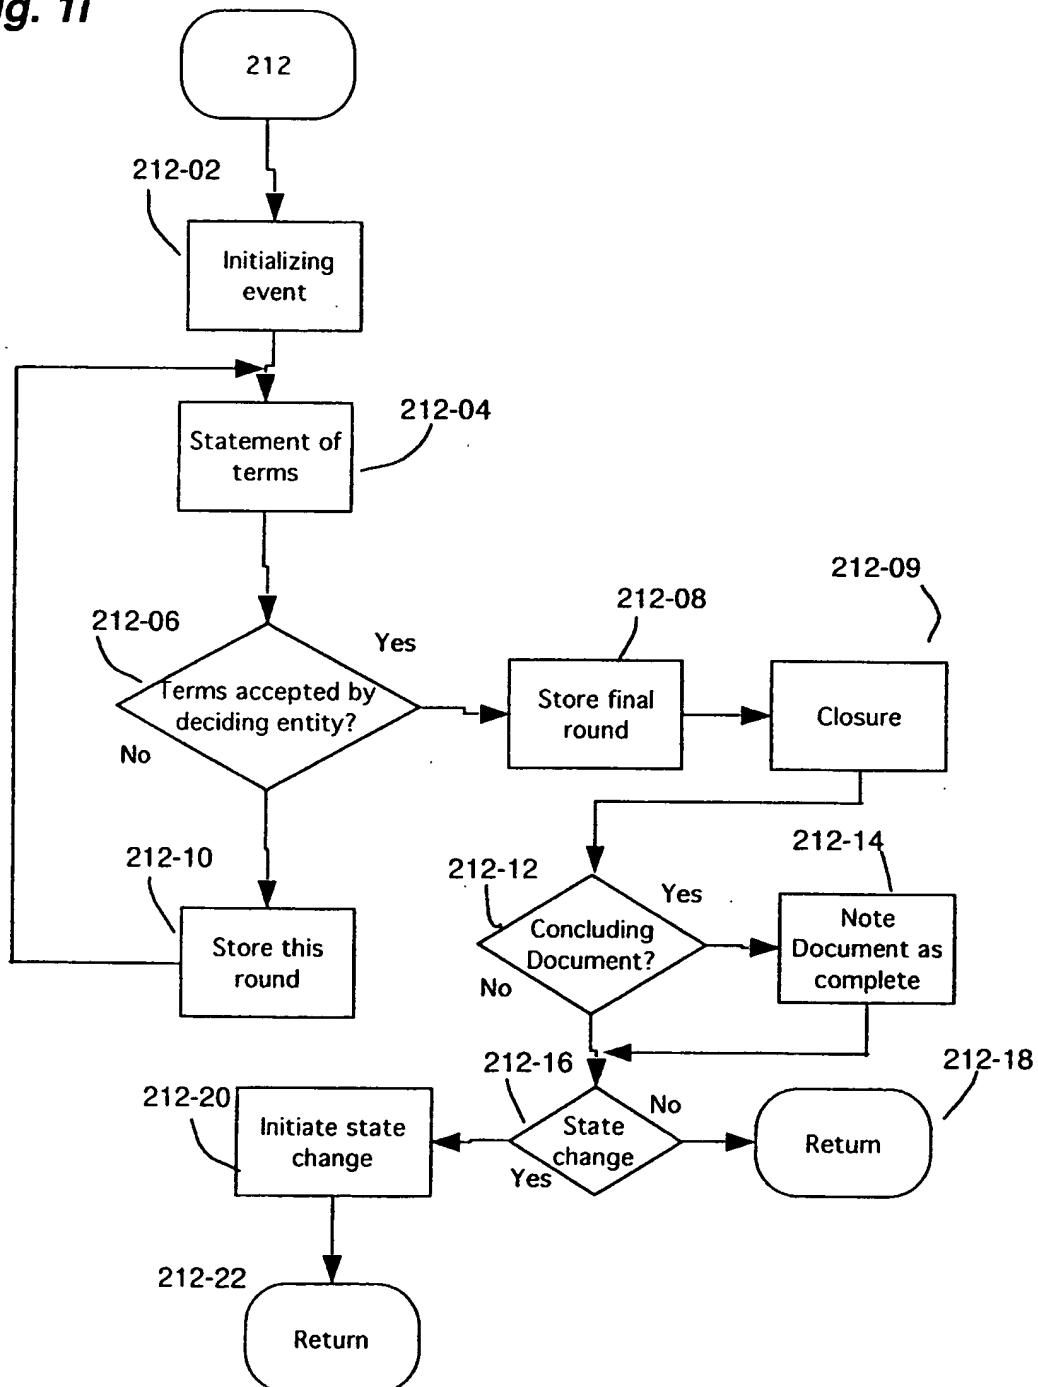 g. 1i
212
212-02
Initializing
event
Statement of
terms
212-04
212-06
Terms accepted by
deciding entity?
Yes
No
212-08
Store final
round
212-09
Closure
212-10
Store this
round
212-12
Concluding
Document?
Yes
No
212-14
Note
Document as
complete
212-16
State
change
No
Yes
212-18
Return
212-20
Initiate state
change
212-22
Return